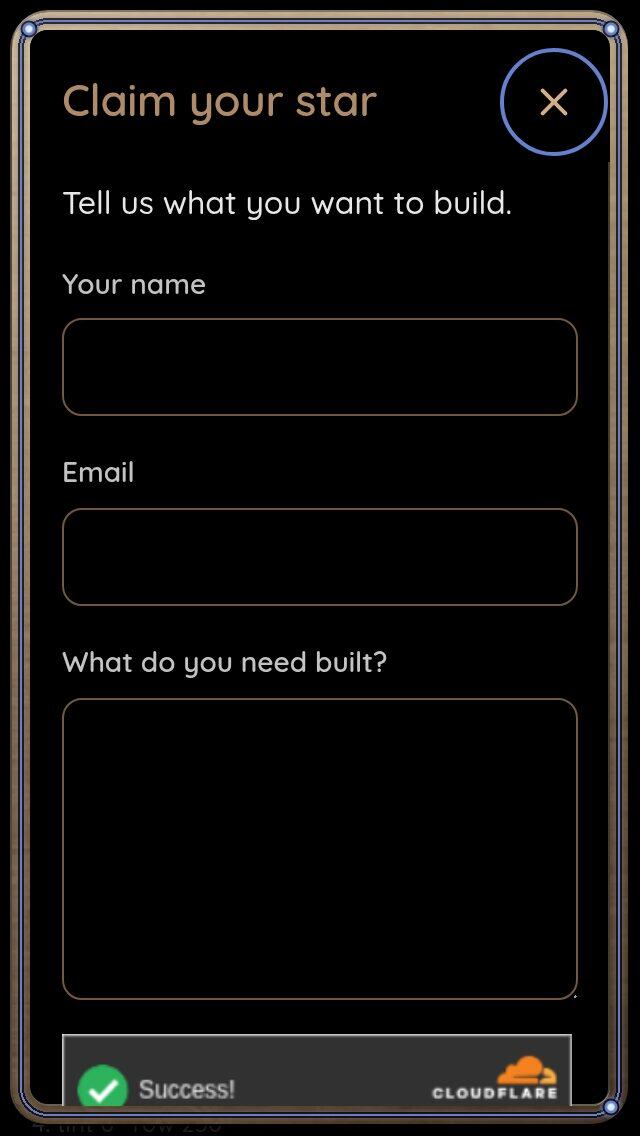 Claim your star
Tell us what you want to build.
Your name
Email
What do you need built?
Success!
CLOUDFLARE